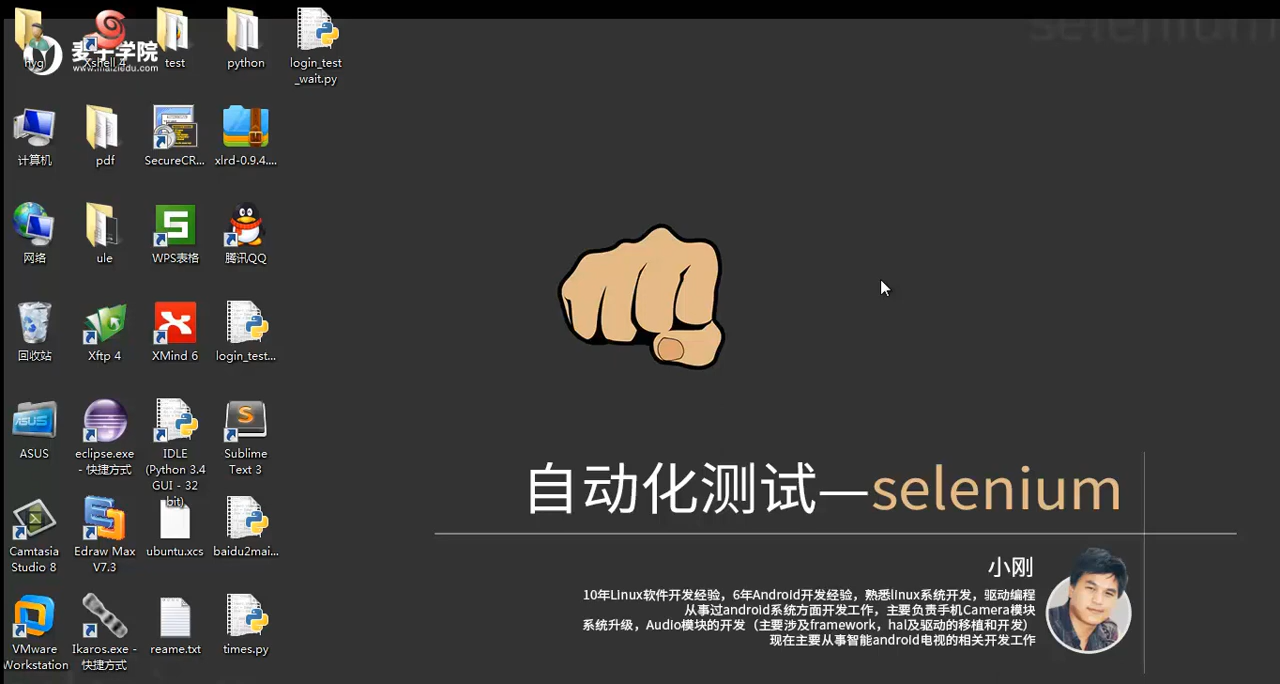 selenium
hyg
Xshell 4
test
python
login_test
_wait.py
麦子学院
www.maiziedu.com
计算机
pdf
SecureCR...
xlrd-0.9.4....
网络
ule
WPS表格
腾讯QQ
回收站
Xftp 4
XMind 6
login_test...
ASUS
ASUS
eclipse.exe
- 快捷方式
IDLE
(Python 3.4
GUI - 32
bit)
Sublime
Text 3
Camtasia
Studio 8
Edraw Max
V7.3
ubuntu.xcs
baidu2mai...
VMware
Workstation
Ikaros.exe -
快捷方式
reame.txt
times.py
自动化测试—selenium
小刚
10年Linux软件开发经验，6年Android开发经验，熟悉linux系统开发，驱动编程
从事过android系统方面开发工作，主要负责手机Camera模块
系统升级，Audio模块的开发（主要涉及framework，hal及驱动的移植和开发）
现在主要从事智能android电视的相关开发工作